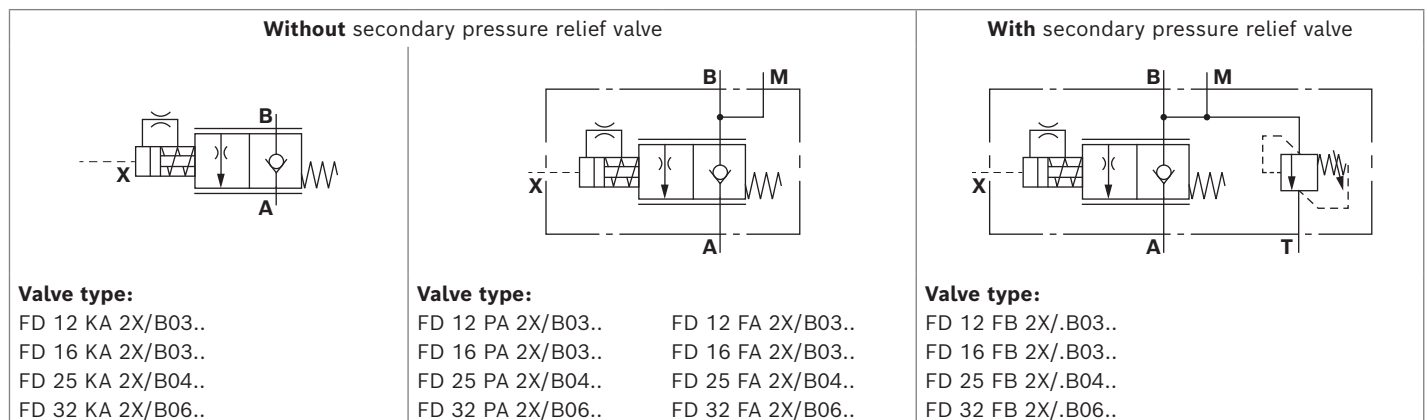 Without secondary pressure relief valve
With secondary pressure relief valve
B
X
A
B M
X
A
B M
X
A T
Valve type:
FD 12 KA 2X/B03..
FD 16 KA 2X/B03..
FD 25 KA 2X/B04..
FD 32 KA 2X/B06..
Valve type:
FD 12 PA 2X/B03.. FD 12 FA 2X/B03..
FD 16 PA 2X/B03.. FD 16 FA 2X/B03..
FD 25 PA 2X/B04.. FD 25 FA 2X/B04..
FD 32 PA 2X/B06.. FD 32 FA 2X/B06..
Valve type:
FD 12 FB 2X/.B03..
FD 16 FB 2X/.B03..
FD 25 FB 2X/.B04..
FD 32 FB 2X/.B06..